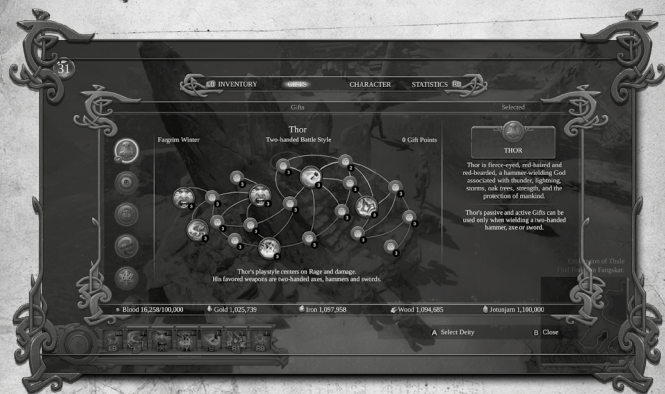 31
INVENTORY
GIFTS
CHARACTER
STATISTICS
Gifts
Selected
Thor
Fargrim Winter
Two-handed Battle Style
0 Gift Points
THOR
Thor is fierce-eyed, red-haired and
red-bearded, a hammer-wielding God
associated with thunder, lightning,
storms, oak trees, strength, and the
protection of mankind.
Thor's passive and active Gifts can be
used only when wielding a two-handed
hammer, axe or sword.
Thor's playstyle centers on Rage and damage.
His favored weapons are two-handed axes, hammers and swords.
Blood 16,258/100,000
Gold 1,025,739
Iron 1,097,958
Wood 1,094,685
Jotunjarn 1,100,000
A Select Deity
B Close